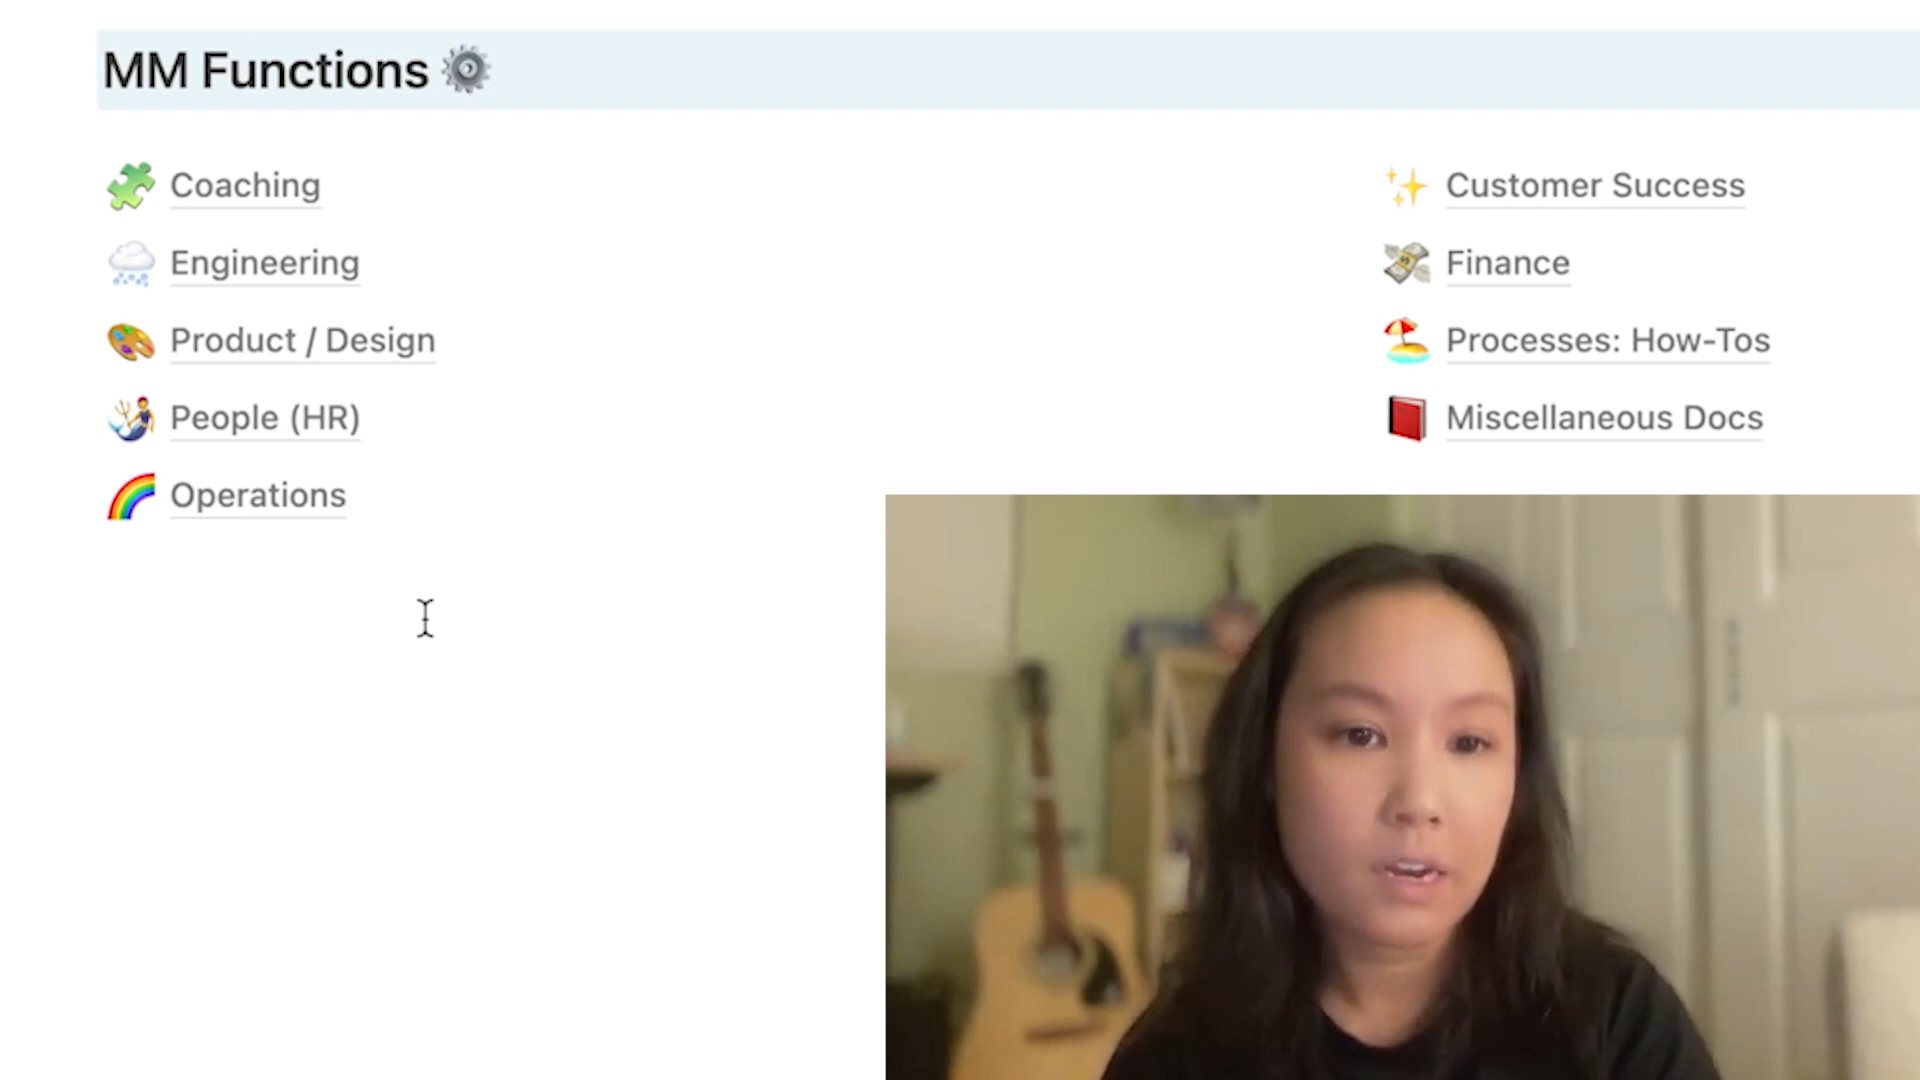 MM Functions
Coaching
Engineering
Product / Design
People (HR)
Operations
Customer Success
Finance
Processes: How-Tos
Miscellaneous Docs